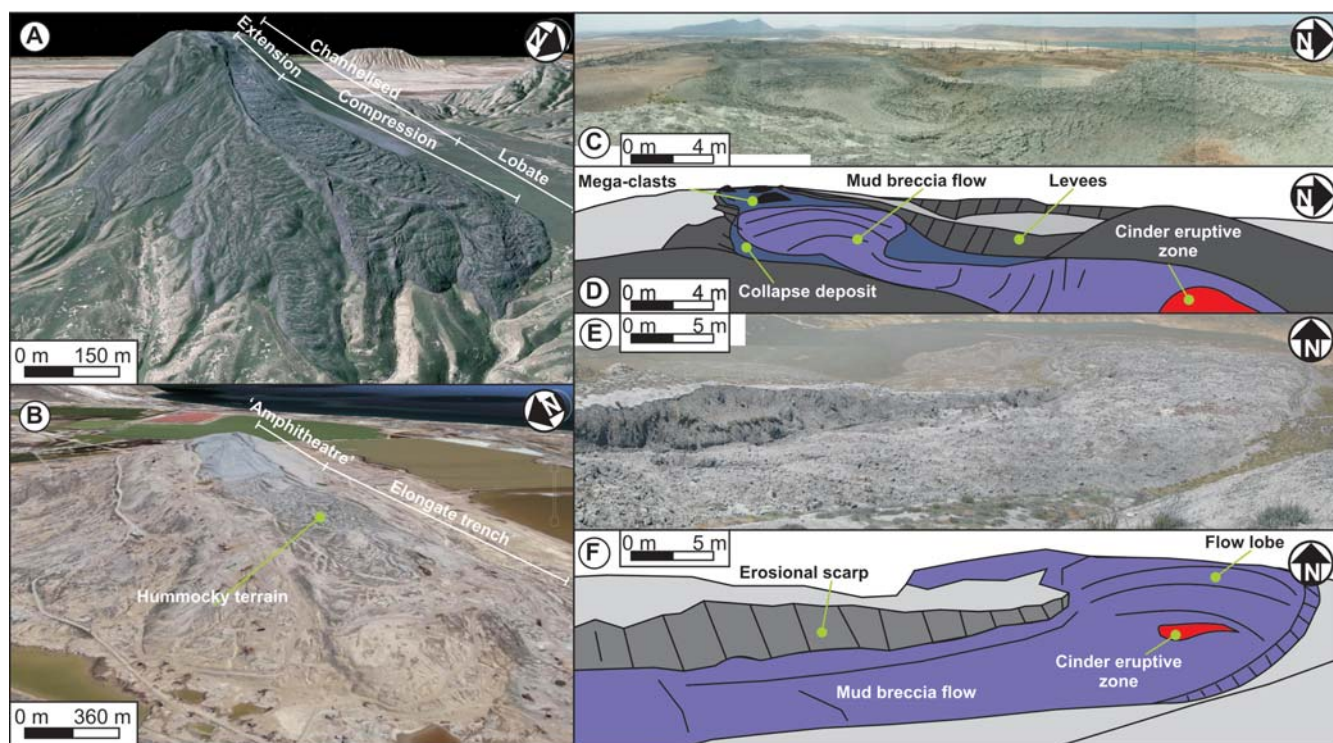 A
N
Extension
Channelised
Compression
Lobate
0 m 150 m
B
N
'Amphitheatre'
Elongate trench
Hummocky terrain
0 m 360 m
C
N
0 m 4 m
D
N
Mega-clasts
Mud breccia flow
Levees
Cinder eruptive
zone
Collapse deposit
0 m 4 m
E
0 m 5 m
N
F
0 m 5 m
N
Flow lobe
Erosional scarp
Cinder eruptive
zone
Mud breccia flow